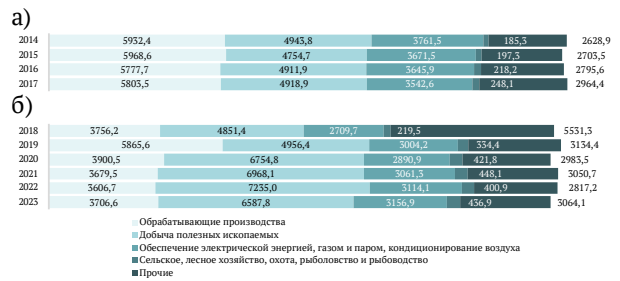 а)
2014 5932,4 4943,8 3761,5 185,3 2628,9
2015 5968,6 4754,7 3671,5 197,3 2703,5
2016 5777,7 4911,9 3645,9 218,2 2795,6
2017 5803,5 4918,9 3542,6 248,1 2964,4
б)
2018 3756,2 4851,4 2709,7 219,5 5531,3
2019 5865,6 4956,4 3004,2 334,4 3134,4
2020 3900,5 6754,8 2890,9 421,8 2983,5
2021 3679,5 6968,1 3061,3 448,1 3050,7
2022 3606,7 7235,0 3114,1 400,9 2817,2
2023 3706,6 6587,8 3156,9 436,9 3064,1
Обрабатывающие производства
Добыча полезных ископаемых
Обеспечение электрической энергией, газом и паром, кондиционирование воздуха
Сельское, лесное хозяйство, охота, рыболовство и рыбоводство
Прочие